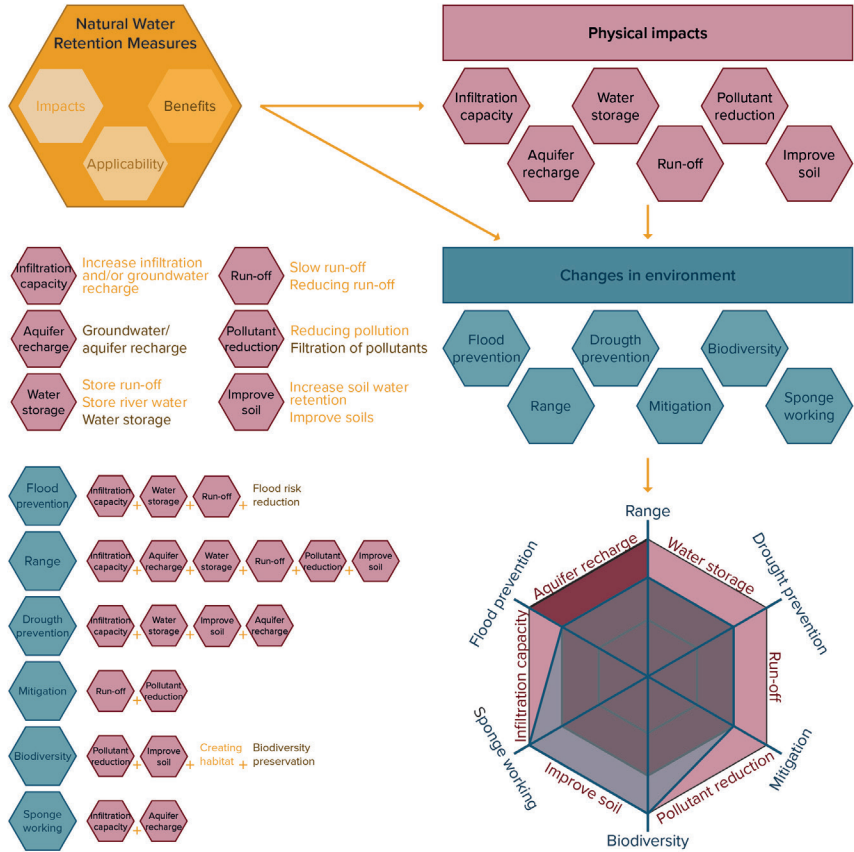 Natural Water
Retention Measures
Impacts
Benefits
Applicability
Physical impacts
Infiltration
capacity
Water
storage
Pollutant
reduction
Aquifer
recharge
Run-off
Improve
soil
Infiltration
capacity
Increase infiltration
and/or groundwater
recharge
Run-off
Slow run-off
Reducing run-off
Aquifer
recharge
Groundwater/
aquifer recharge
Pollutant
reduction
Reducing pollution
Filtration of pollutants
Water
storage
Store run-off
Store river water
Water storage
Improve
soil
Increase soil water
retention
Improve soils
Changes in environment
Flood
prevention
Drougth
prevention
Biodiversity
Range
Mitigation
Sponge
working
Flood
prevention
Infiltration
capacity
+
Water
storage
+
Run-off
+
Flood risk
reduction
Range
Infiltration
capacity
+
Aquifer
recharge
+
Water
storage
+
Run-off
+
Pollutant
reduction
+
Improve
soil
Drougth
prevention
Infiltration
capacity
+
Water
storage
+
Improve
soil
+
Aquifer
recharge
Mitigation
Run-off
+
Pollutant
reduction
Biodiversity
Pollutant
reduction
+
Improve
soil
+
Creating
habitat
+
Biodiversity
preservation
Sponge
working
Infiltration
capacity
+
Aquifer
recharge
Range
Aquifer recharge
Water storage
Flood prevention
Drought prevention
Infiltration capacity
Run-off
Sponge working
Mitigation
Improve soil
Pollutant reduction
Biodiversity